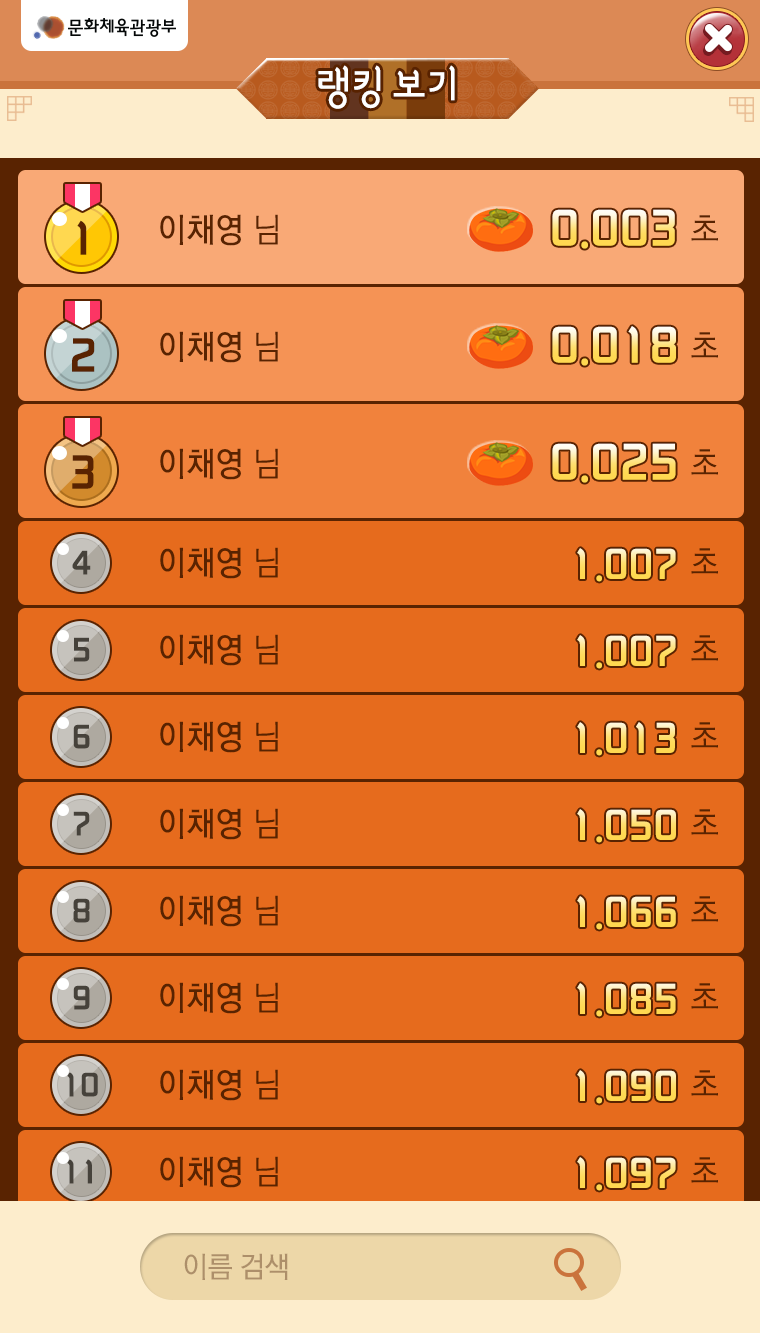 문화체육관광부
랭킹 보기
1 이채영 님 0.003 초
2 이채영 님 0.018 초
3 이채영 님 0.025 초
4 이채영 님 1.007 초
5 이채영 님 1.007 초
6 이채영 님 1.013 초
7 이채영 님 1.050 초
8 이채영 님 1.066 초
9 이채영 님 1.085 초
10 이채영 님 1.090 초
11 이채영 님 1.097 초
이름 검색